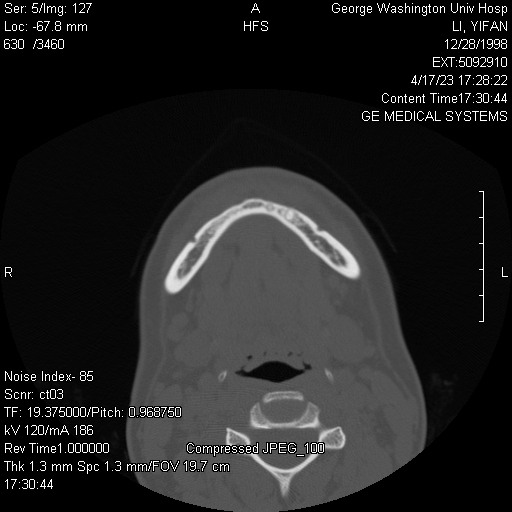 Ser: 5/Img: 127
Loc: -67.8 mm
630 /3460
A
HFS
George Washington Univ Hosp
LI, YIFAN
12/28/1998
EXT:5092910
4/17/23 17:28:22
Content Time17:30:44
GE MEDICAL SYSTEMS
R
L
Noise Index- 85
Scnr: ct03
TF: 19.375000/Pitch: 0.968750
kV 120/mA 186
Rev Time1.000000
Compressed JPEG_100
Thk 1.3 mm Spc 1.3 mm/FOV 19.7 cm
17:30:44